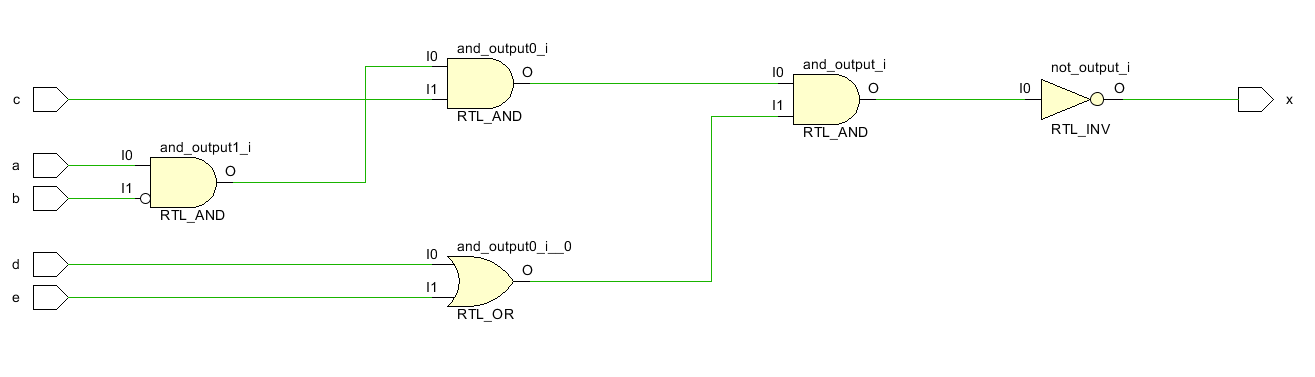 and_output0_i
I0
O
I1
RTL_AND
and_output_i
I0
O
I1
RTL_AND
not_output_i
I0
O
RTL_INV
x
c
and_output1_i
a
I0
O
b
I1
RTL_AND
and_output0_i__0
d
I0
O
e
I1
RTL_OR